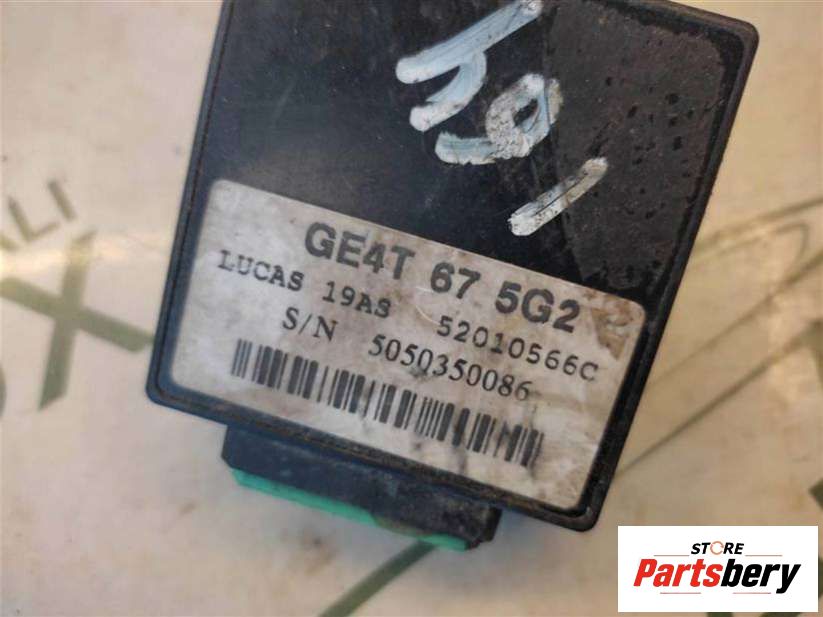 GE4T 67 5G2
LUCAS 19AS 52010566C
S/N 5050350086
STORE
Partsbery